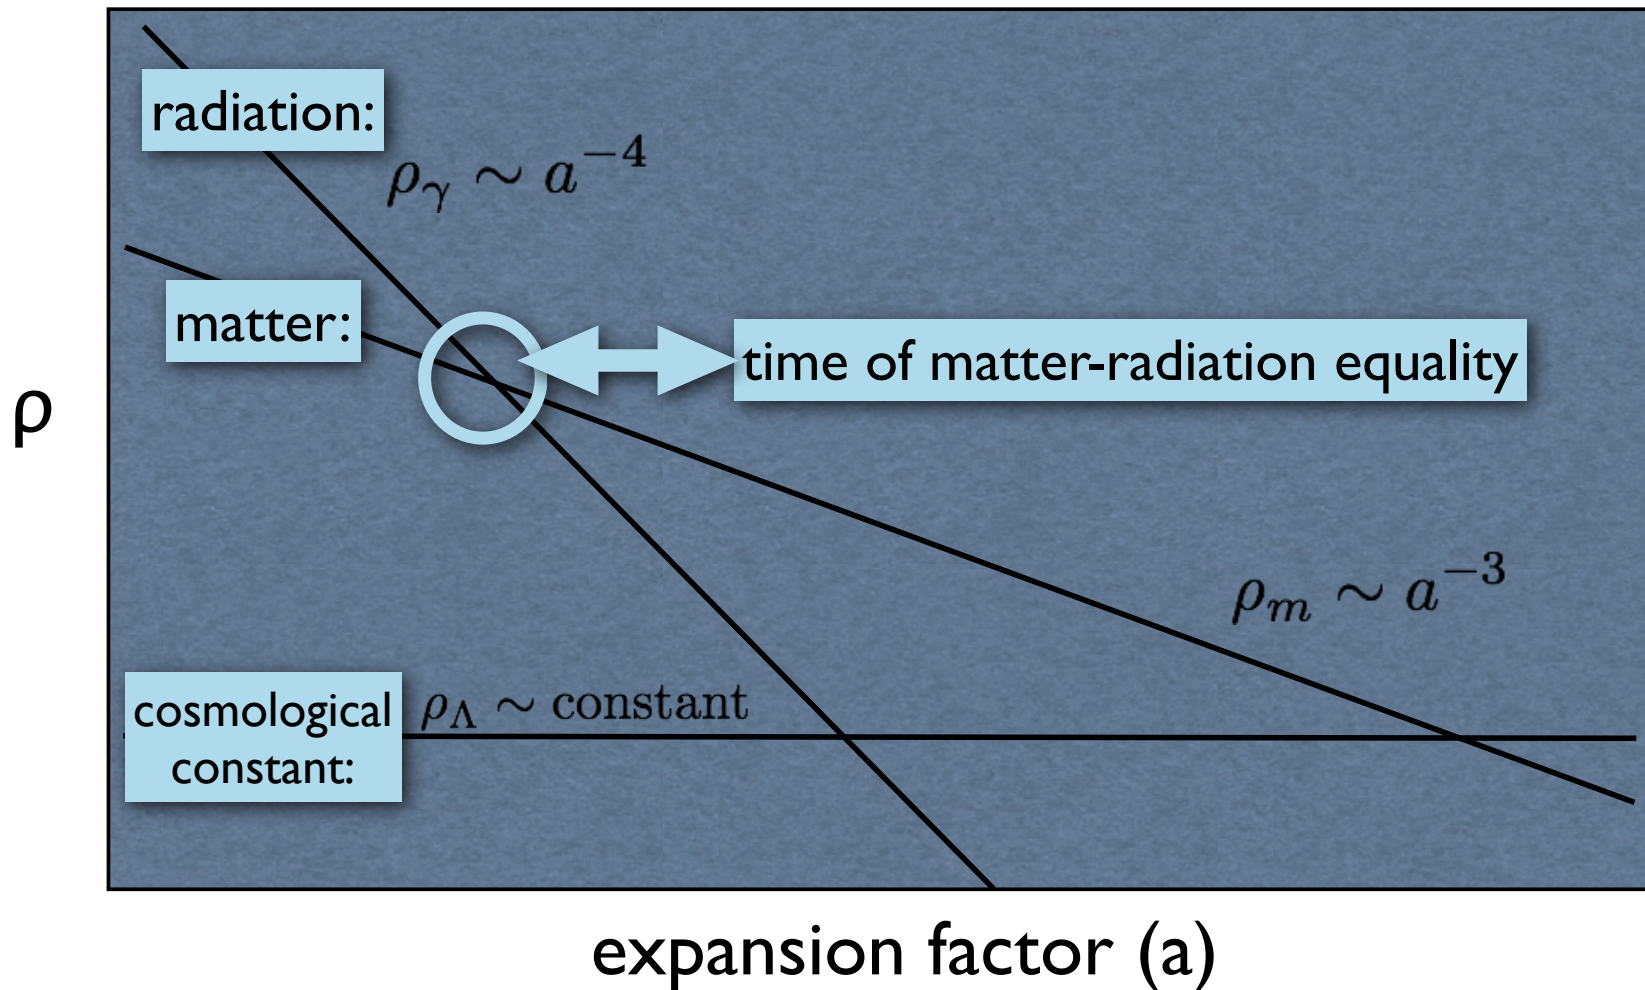 radiation:
ρ_γ ∼ a^{−4}
matter:
time of matter-radiation equality
ρ
ρ_m ∼ a^{−3}
cosmological
constant:
ρ_Λ ∼ constant
expansion factor (a)